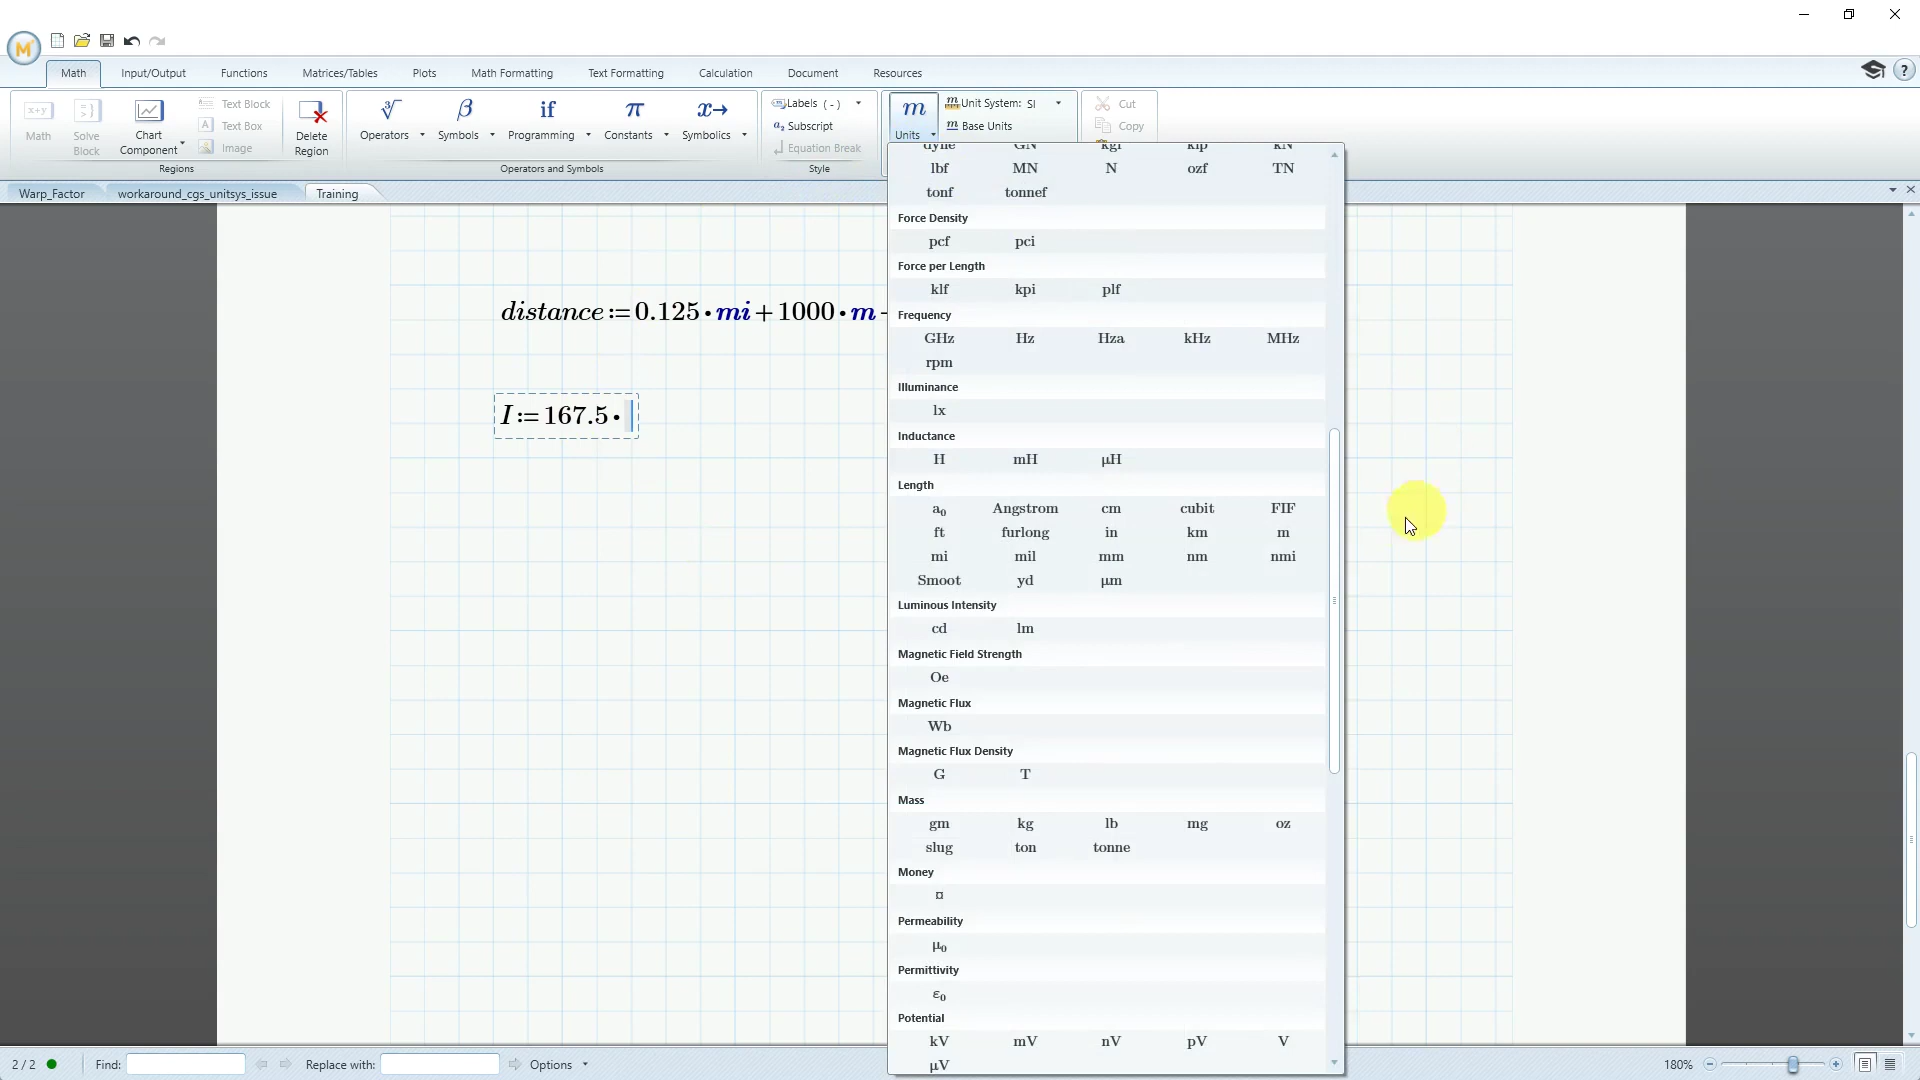 Math Input/Output Functions Matrices/Tables Plots Math Formatting Text Formatting Calculation Document Resources
Math
Solve Block
Chart Component
Text Block
Text Box
Image
Delete Region
Regions
Operators
Symbols
if
Programming
Constants
Symbolics
Operators and Symbols
Labels ( - )
Subscript
Equation Break
Style
Units
Unit System: SI
Base Units
Cut
Copy
Warp_Factor workaround_cgs_unitsys_issue Training
distance:=0.125·mi+1000·m-
I:=167.5·
dyne GN kgf kip kN
lbf MN N ozf TN
tonf tonnef
Force Density
pcf pci
Force per Length
klf kpi plf
Frequency
GHz Hz Hza kHz MHz
rpm
Illuminance
lx
Inductance
H mH μH
Length
a₀ Angstrom cm cubit FIF
ft furlong in km m
mi mil mm nm nmi
Smoot yd μm
Luminous Intensity
cd lm
Magnetic Field Strength
Oe
Magnetic Flux
Wb
Magnetic Flux Density
G T
Mass
gm kg lb mg oz
slug ton tonne
Money
¤
Permeability
μ₀
Permittivity
ε₀
Potential
kV mV nV pV V
μV
2 / 2 Find: Replace with: Options 180%